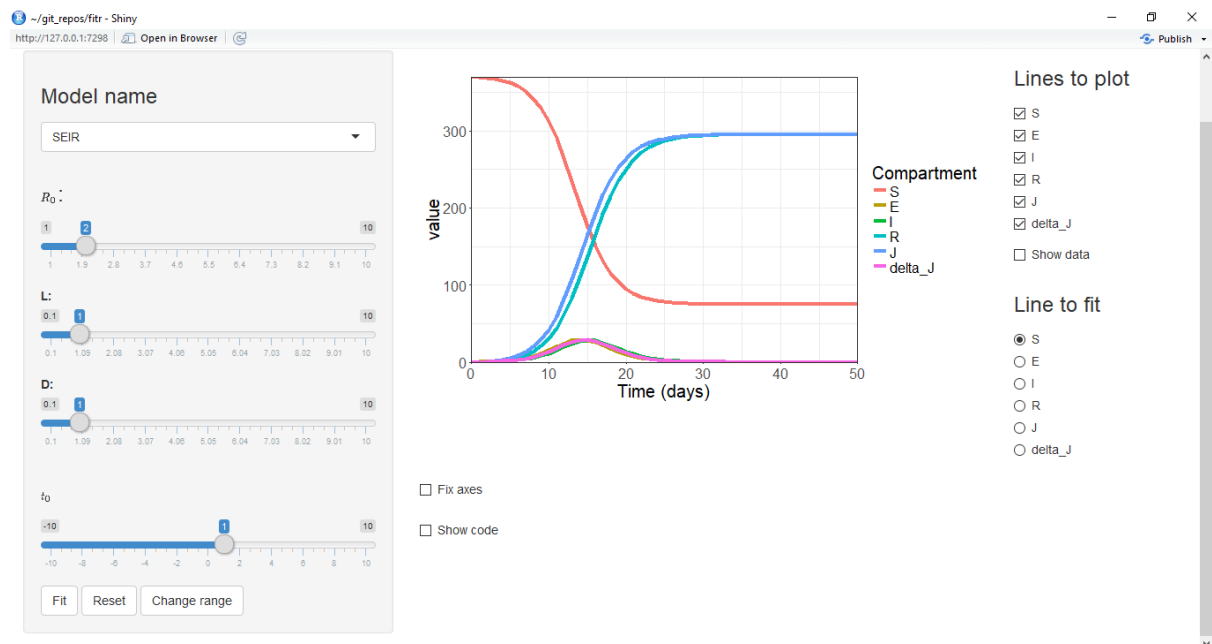 ~/git_repos/fitr - Shiny
http://127.0.0.1:7298 Open in Browser Publish
Model name
SEIR
R0:
1 2 10
1 1.9 2.8 3.7 4.6 5.5 6.4 7.3 8.2 9.1 10
L:
0.1 1 10
0.1 1.09 2.08 3.07 4.06 5.05 6.04 7.03 8.02 9.01 10
D:
0.1 1 10
0.1 1.09 2.08 3.07 4.06 5.05 6.04 7.03 8.02 9.01 10
t0
-10 1 10
-10 -8 -6 -4 -2 0 2 4 6 8 10
Fit Reset Change range
value
300
200
100
0
0 10 20 30 40 50
Time (days)
Compartment
S
E
I
R
J
delta_J
Fix axes
Show code
Lines to plot
S
E
I
R
J
delta_J
Show data
Line to fit
S
E
I
R
J
delta_J